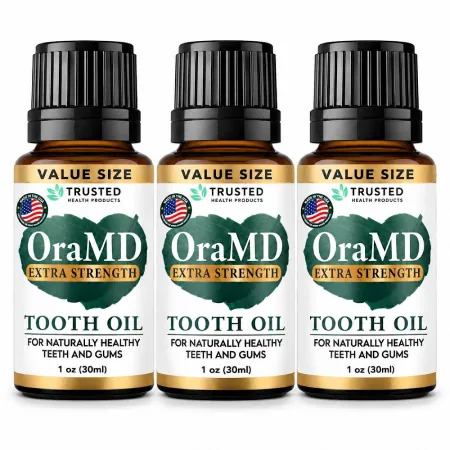 VALUE SIZE
TRUSTED
HEALTH PRODUCTS
OraMD
EXTRA STRENGTH
TOOTH OIL
FOR NATURALLY HEALTHY
TEETH AND GUMS
1 oz (30ml)
VALUE SIZE
TRUSTED
HEALTH PRODUCTS
OraMD
EXTRA STRENGTH
TOOTH OIL
FOR NATURALLY HEALTHY
TEETH AND GUMS
1 oz (30ml)
VALUE SIZE
TRUSTED
HEALTH PRODUCTS
OraMD
EXTRA STRENGTH
TOOTH OIL
FOR NATURALLY HEALTHY
TEETH AND GUMS
1 oz (30ml)